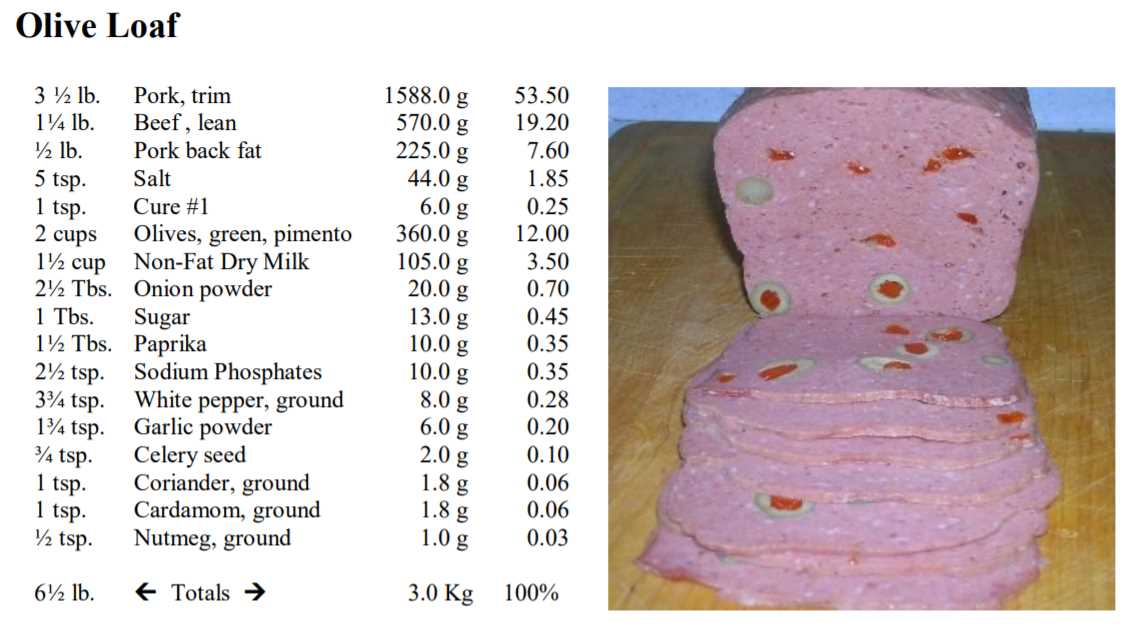 Olive Loaf
3 ½ lb. Pork, trim 1588.0 g 53.50
1¼ lb. Beef , lean 570.0 g 19.20
½ lb. Pork back fat 225.0 g 7.60
5 tsp. Salt 44.0 g 1.85
1 tsp. Cure #1 6.0 g 0.25
2 cups Olives, green, pimento 360.0 g 12.00
1½ cup Non-Fat Dry Milk 105.0 g 3.50
2½ Tbs. Onion powder 20.0 g 0.70
1 Tbs. Sugar 13.0 g 0.45
1½ Tbs. Paprika 10.0 g 0.35
2½ tsp. Sodium Phosphates 10.0 g 0.35
3¾ tsp. White pepper, ground 8.0 g 0.28
1¾ tsp. Garlic powder 6.0 g 0.20
¾ tsp. Celery seed 2.0 g 0.10
1 tsp. Coriander, ground 1.8 g 0.06
1 tsp. Cardamom, ground 1.8 g 0.06
½ tsp. Nutmeg, ground 1.0 g 0.03
6½ lb. ← Totals → 3.0 Kg 100%